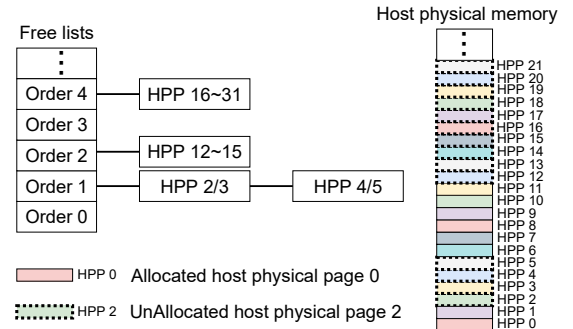 Free lists
⋮
Order 4
HPP 16~31
Order 3
Order 2
HPP 12~15
Order 1
HPP 2/3
HPP 4/5
Order 0
HPP 0
Allocated host physical page 0
HPP 2
UnAllocated host physical page 2
Host physical memory
⋮
HPP 21
HPP 20
HPP 19
HPP 18
HPP 17
HPP 16
HPP 15
HPP 14
HPP 13
HPP 12
HPP 11
HPP 10
HPP 9
HPP 8
HPP 7
HPP 6
HPP 5
HPP 4
HPP 3
HPP 2
HPP 1
HPP 0